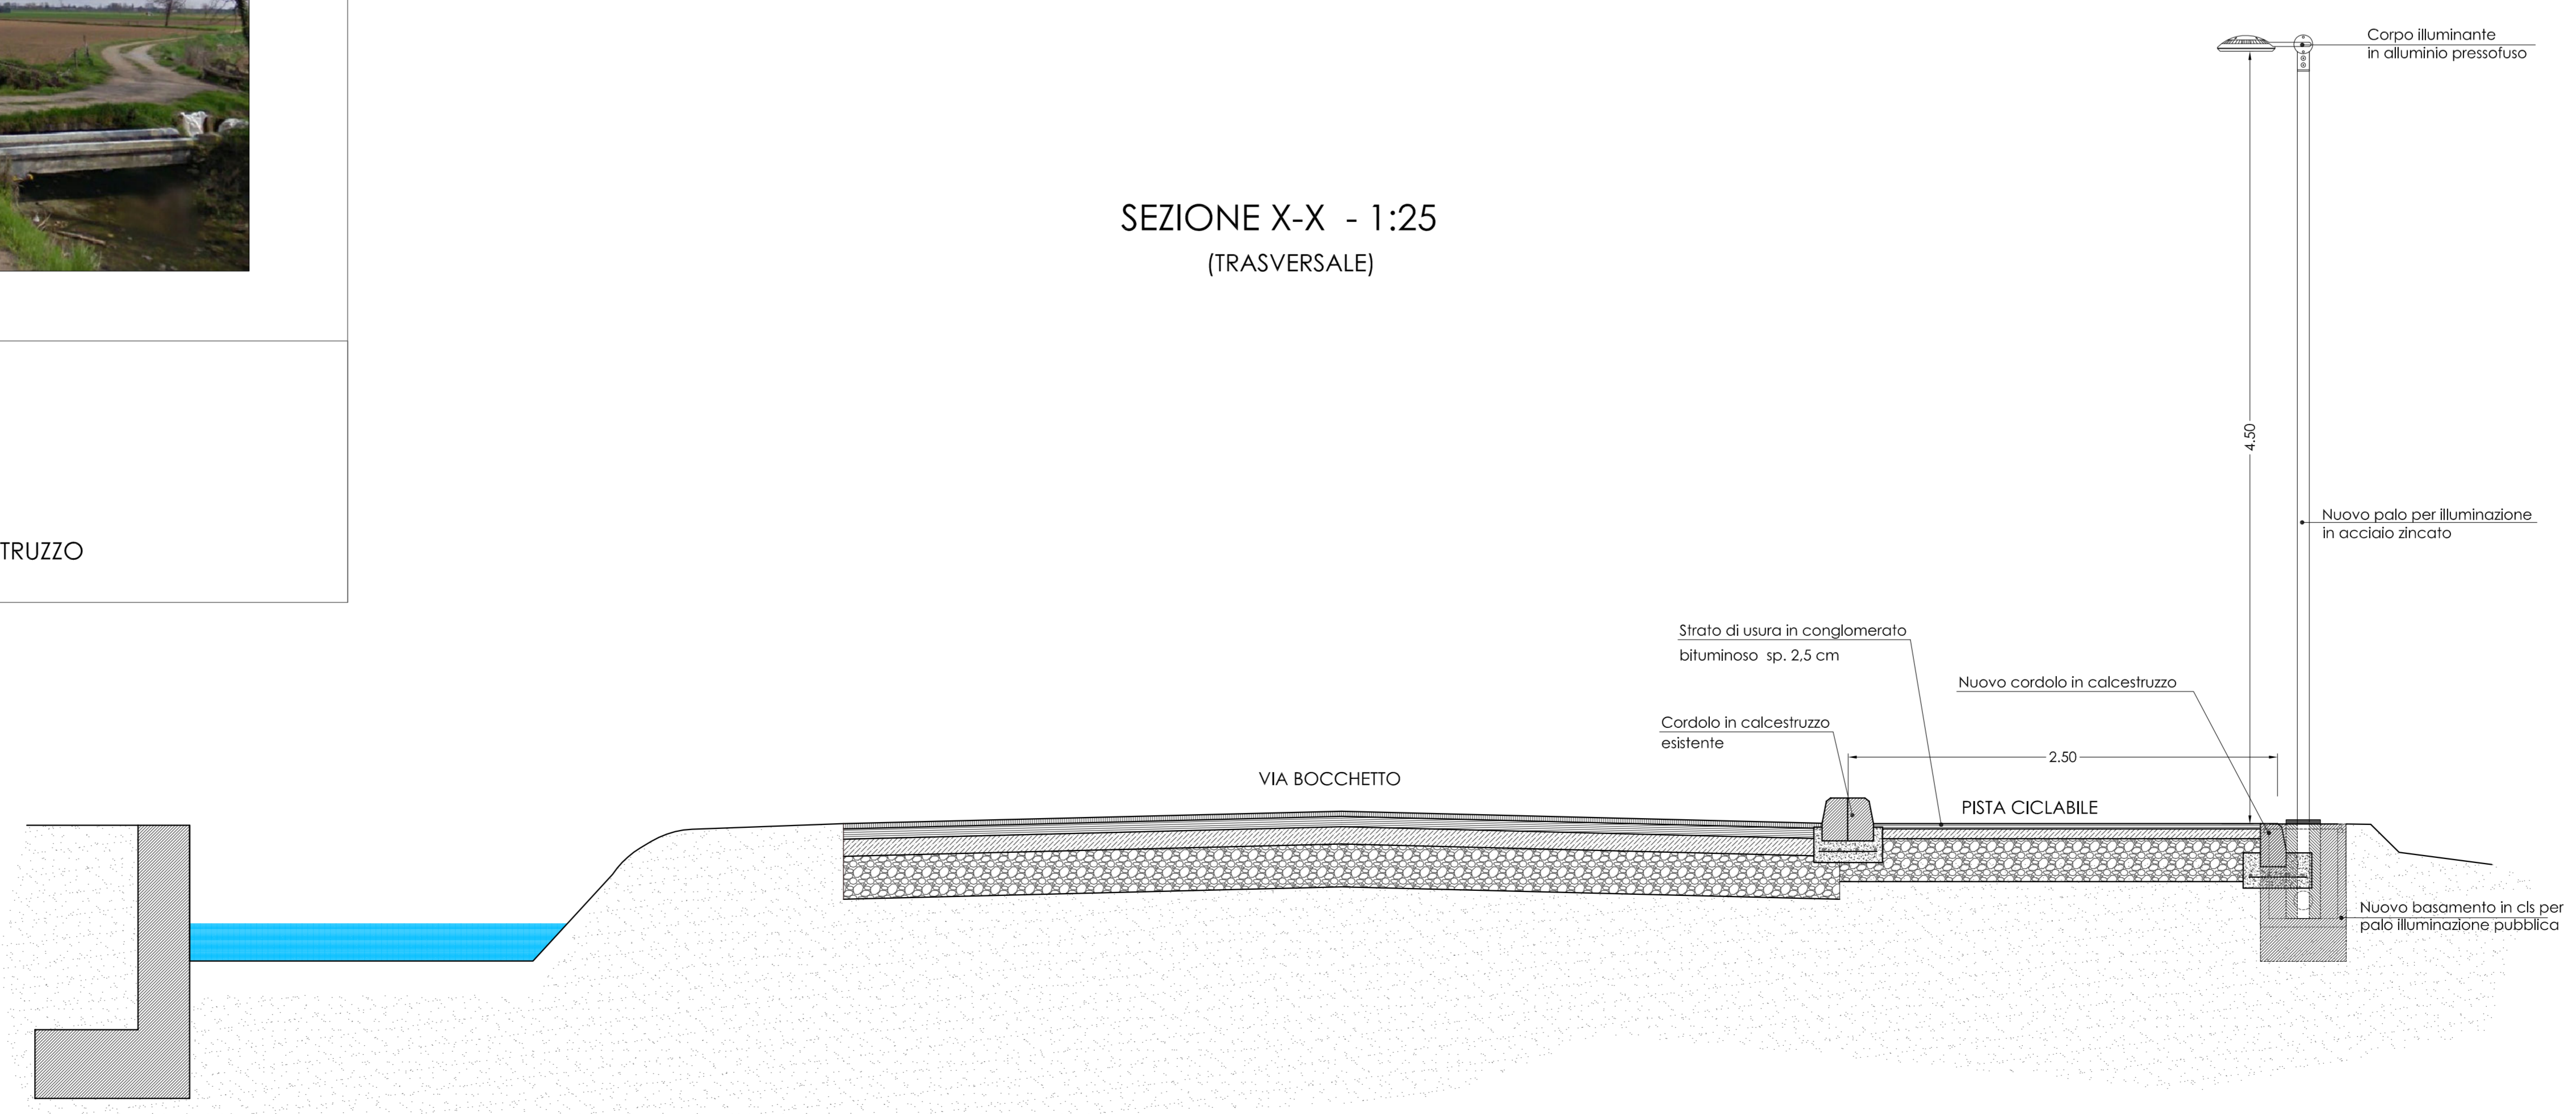 Corpo illuminante
in alluminio pressofuso
SEZIONE X-X - 1:25
(TRASVERSALE)
4.50
Nuovo palo per illuminazione
in acciaio zincato
TRUZZO
Strato di usura in conglomerato
bituminoso sp. 2,5 cm
Nuovo cordolo in calcestruzzo
Cordolo in calcestruzzo
esistente
2.50
VIA BOCCHETTO
PISTA CICLABILE
Nuovo basamento in cls per
palo illuminazione pubblica